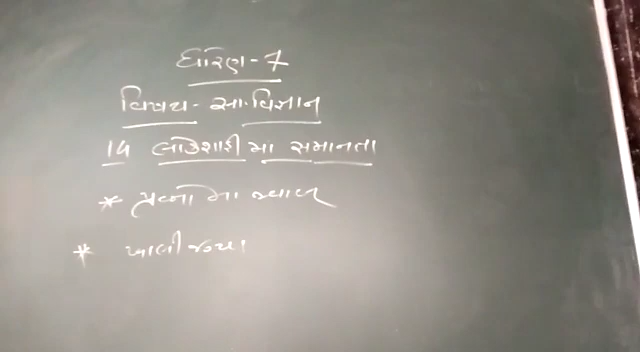 ધોરણ-7
વિષય- સા.વિજ્ઞાન
14 લોકશાહી મા સમાનતા
* પ્રશ્નો ના જવાબ
* ખાલી જગ્યા